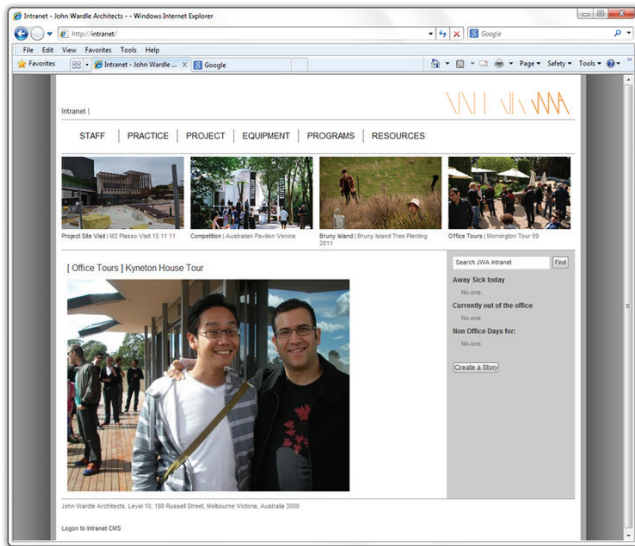 Intranet - John Wardle Architects - - Windows Internet Explorer
http://intranet/
Google
File Edit View Favorites Tools Help
Favorites
Intranet - John Wardle ...
Google
Page Safety Tools
Intranet |
STAFF PRACTICE PROJECT EQUIPMENT PROGRAMS RESOURCES
Project Site Visit | M2 Plasso Visit 15 11 11
Competition | Australian Pavilion Venice
Bruny Island | Bruny Island Tree Planting
2011
Office Tours | Mornington Tour 09
[ Office Tours ] Kyneton House Tour
Search JWA Intranet Find
Away Sick today
No-one.
Currently out of the office
No-one.
Non Office Days for:
No-one.
Create a Story
John Wardle Architects, Level 10, 180 Russell Street, Melbourne Victoria, Australia 3000
Logon to Intranet CMS